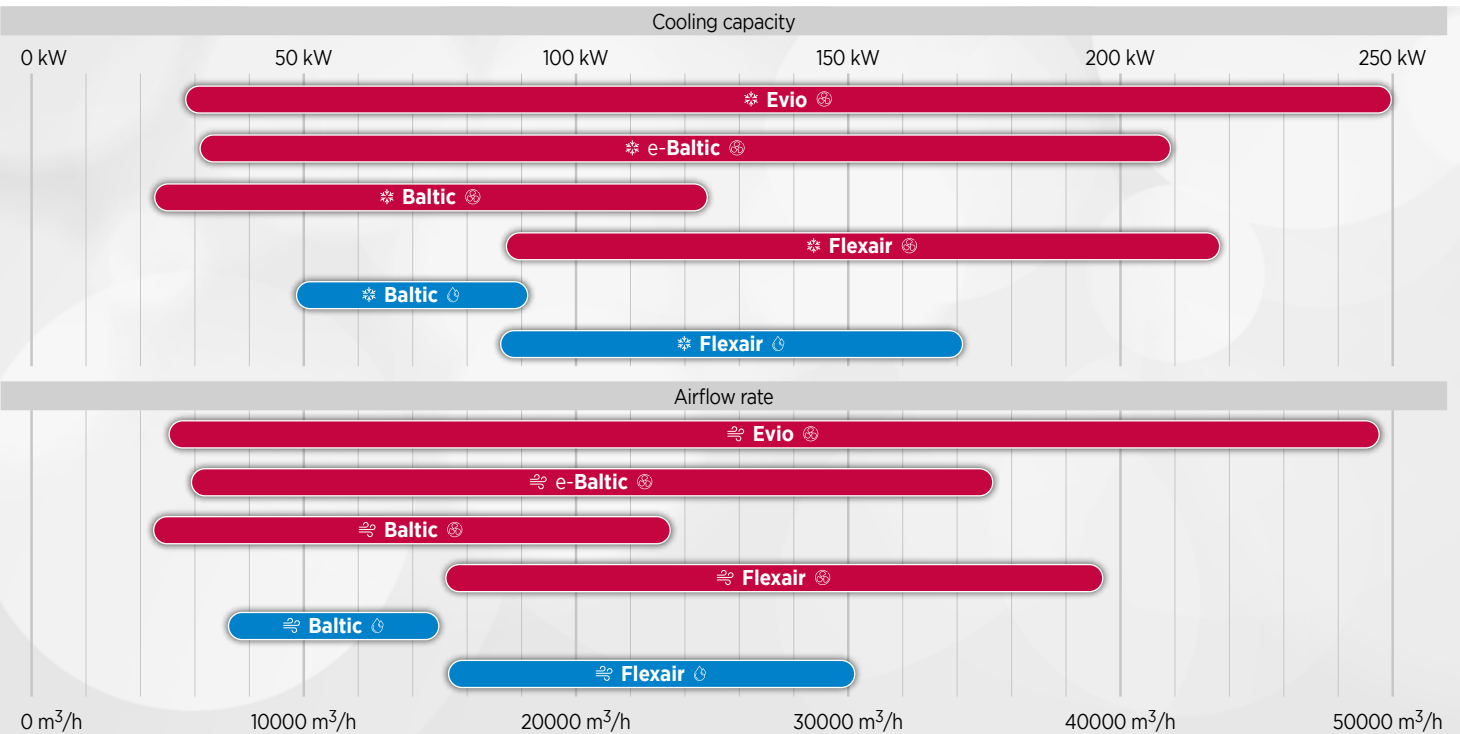 Cooling capacity
0 kW 50 kW 100 kW 150 kW 200 kW 250 kW
Evio
e-Baltic
Baltic
Flexair
Baltic
Flexair
Airflow rate
Evio
e-Baltic
Baltic
Flexair
Baltic
Flexair
0 m³/h 10000 m³/h 20000 m³/h 30000 m³/h 40000 m³/h 50000 m³/h